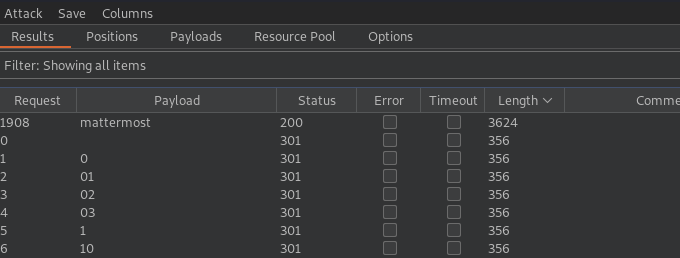 Attack Save Columns
Results Positions Payloads Resource Pool Options
Filter: Showing all items
Request Payload Status Error Timeout Length Comme
1908 mattermost 200 3624
0 301 356
1 0 301 356
2 01 301 356
3 02 301 356
4 03 301 356
5 1 301 356
6 10 301 356